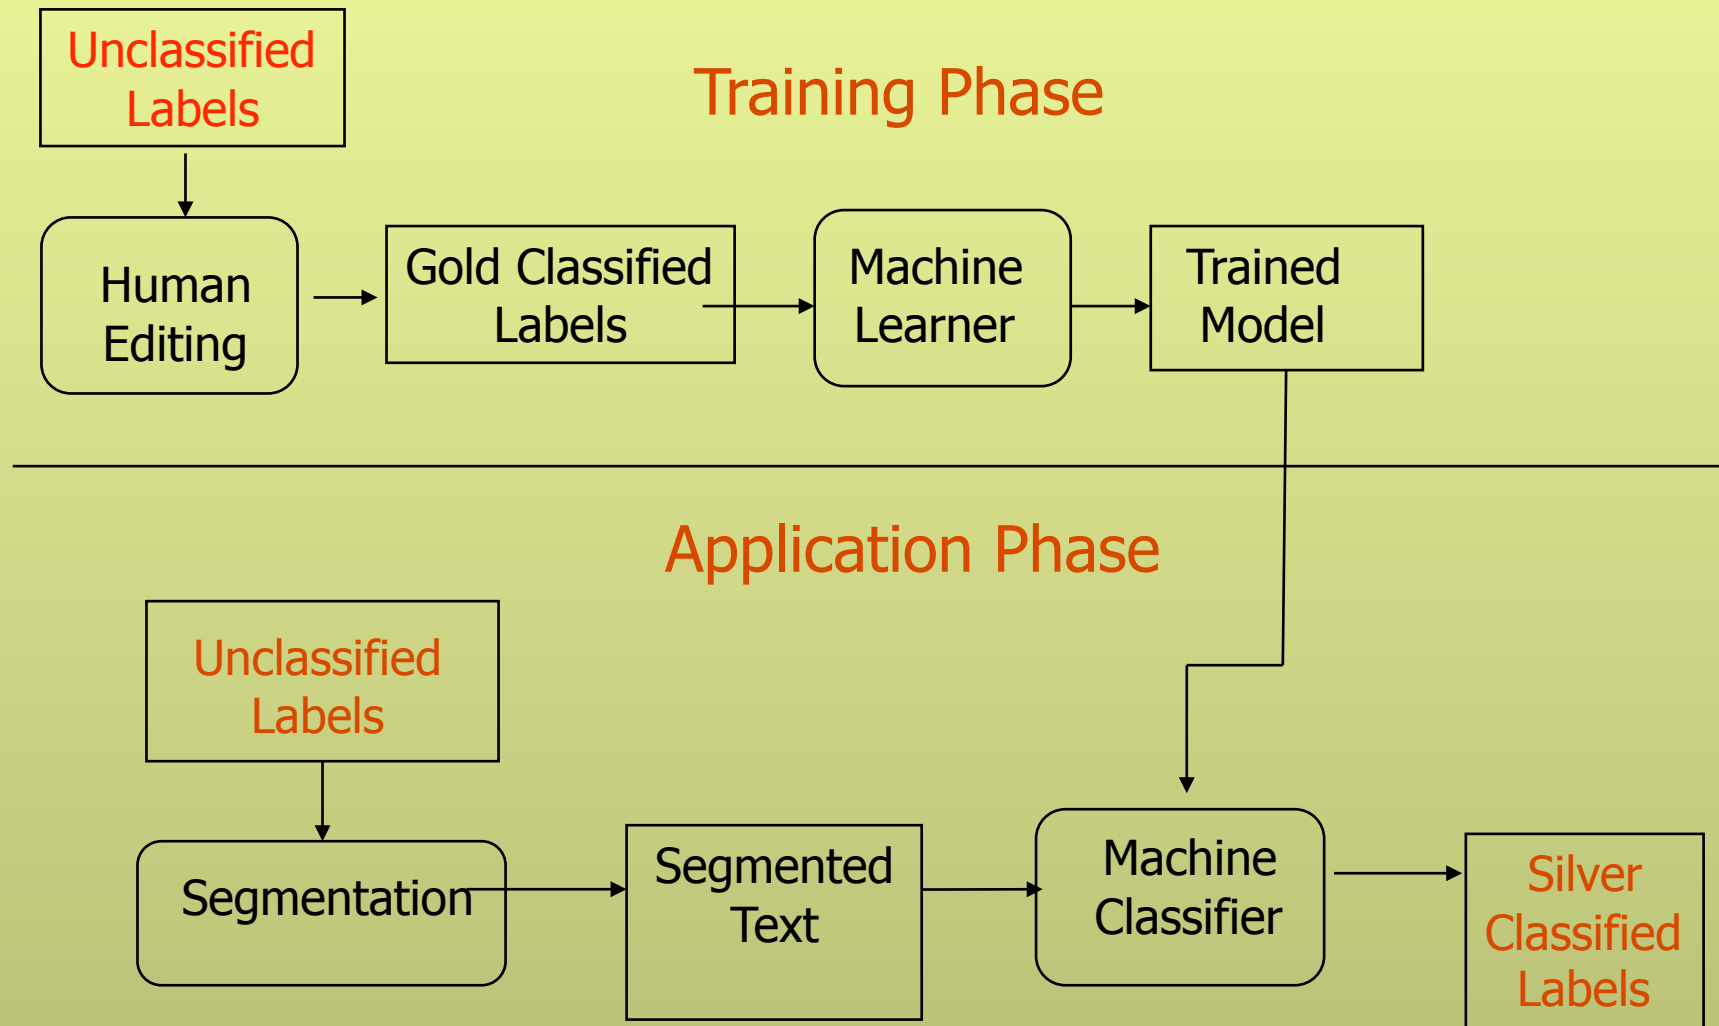 Unclassified
Labels
Training Phase
Human
Editing
Gold Classified
Labels
Machine
Learner
Trained
Model
Application Phase
Unclassified
Labels
Segmentation
Segmented
Text
Machine
Classifier
Silver
Classified
Labels